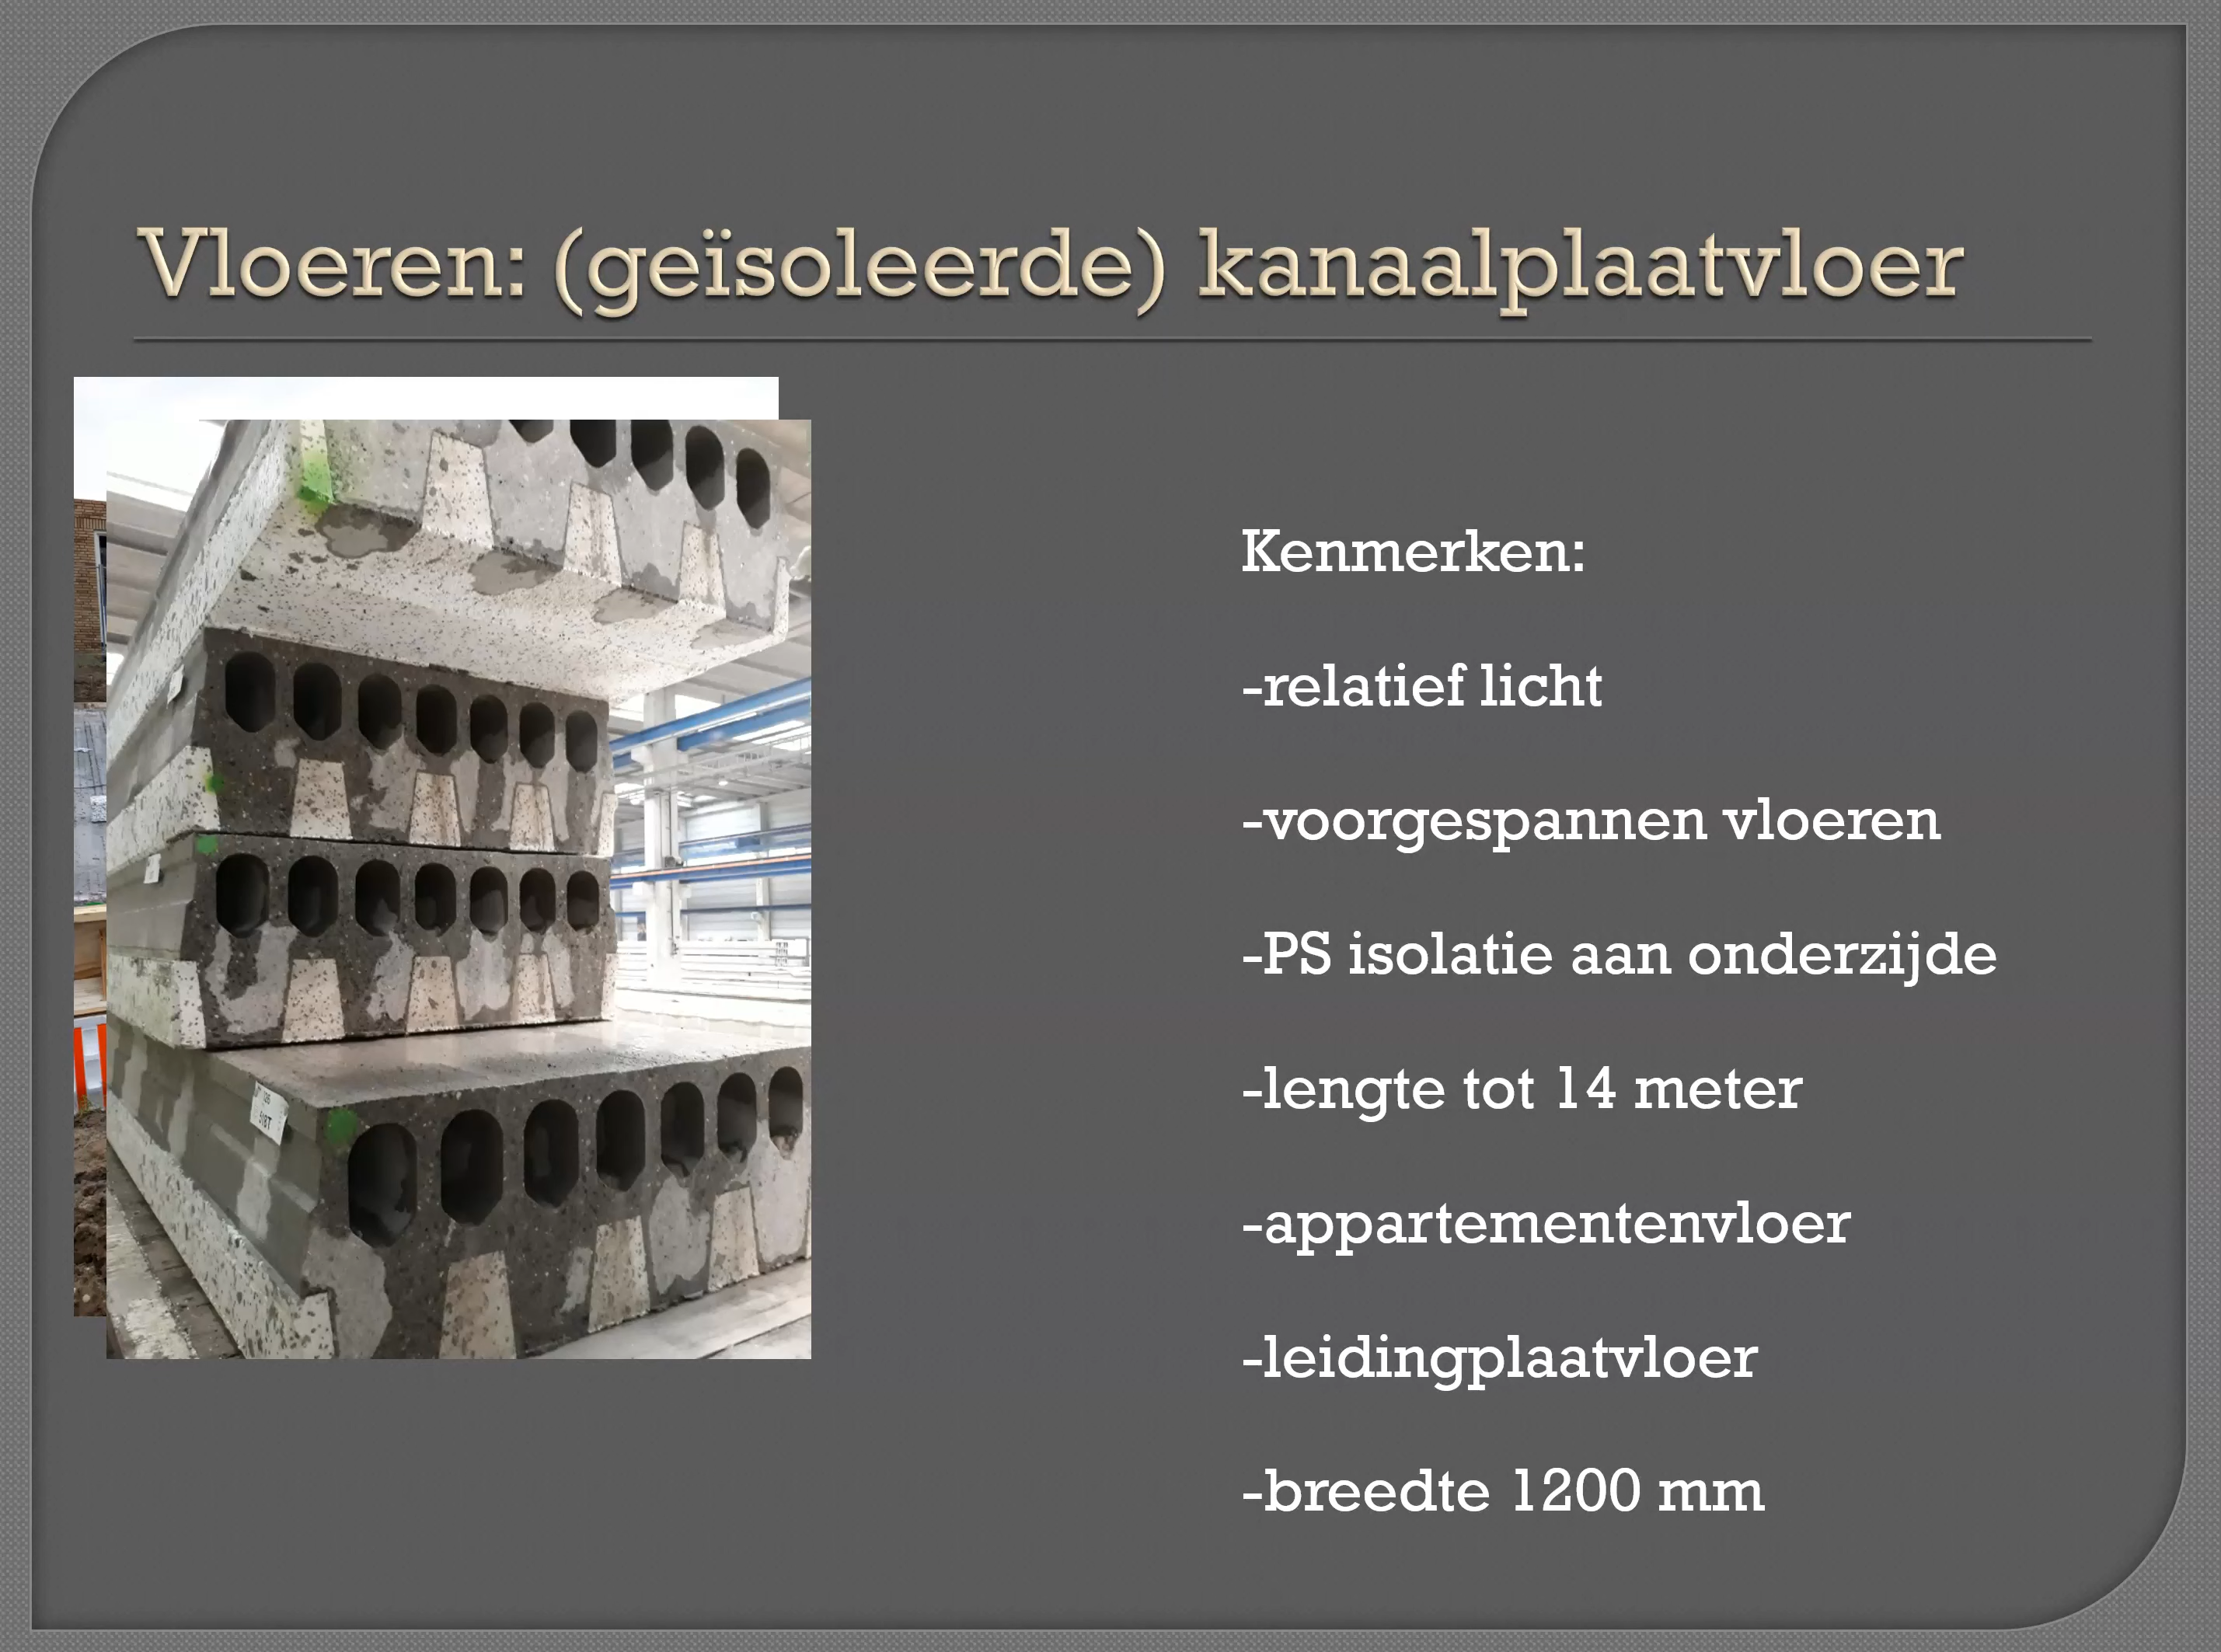 Vloeren: (geïsoleerde) kanaalplaatvloer
Kenmerken:
-relatief licht
-voorgespannen vloeren
-PS isolatie aan onderzijde
-lengte tot 14 meter
-appartementenvloer
-leidingplaatvloer
-breedte 1200 mm